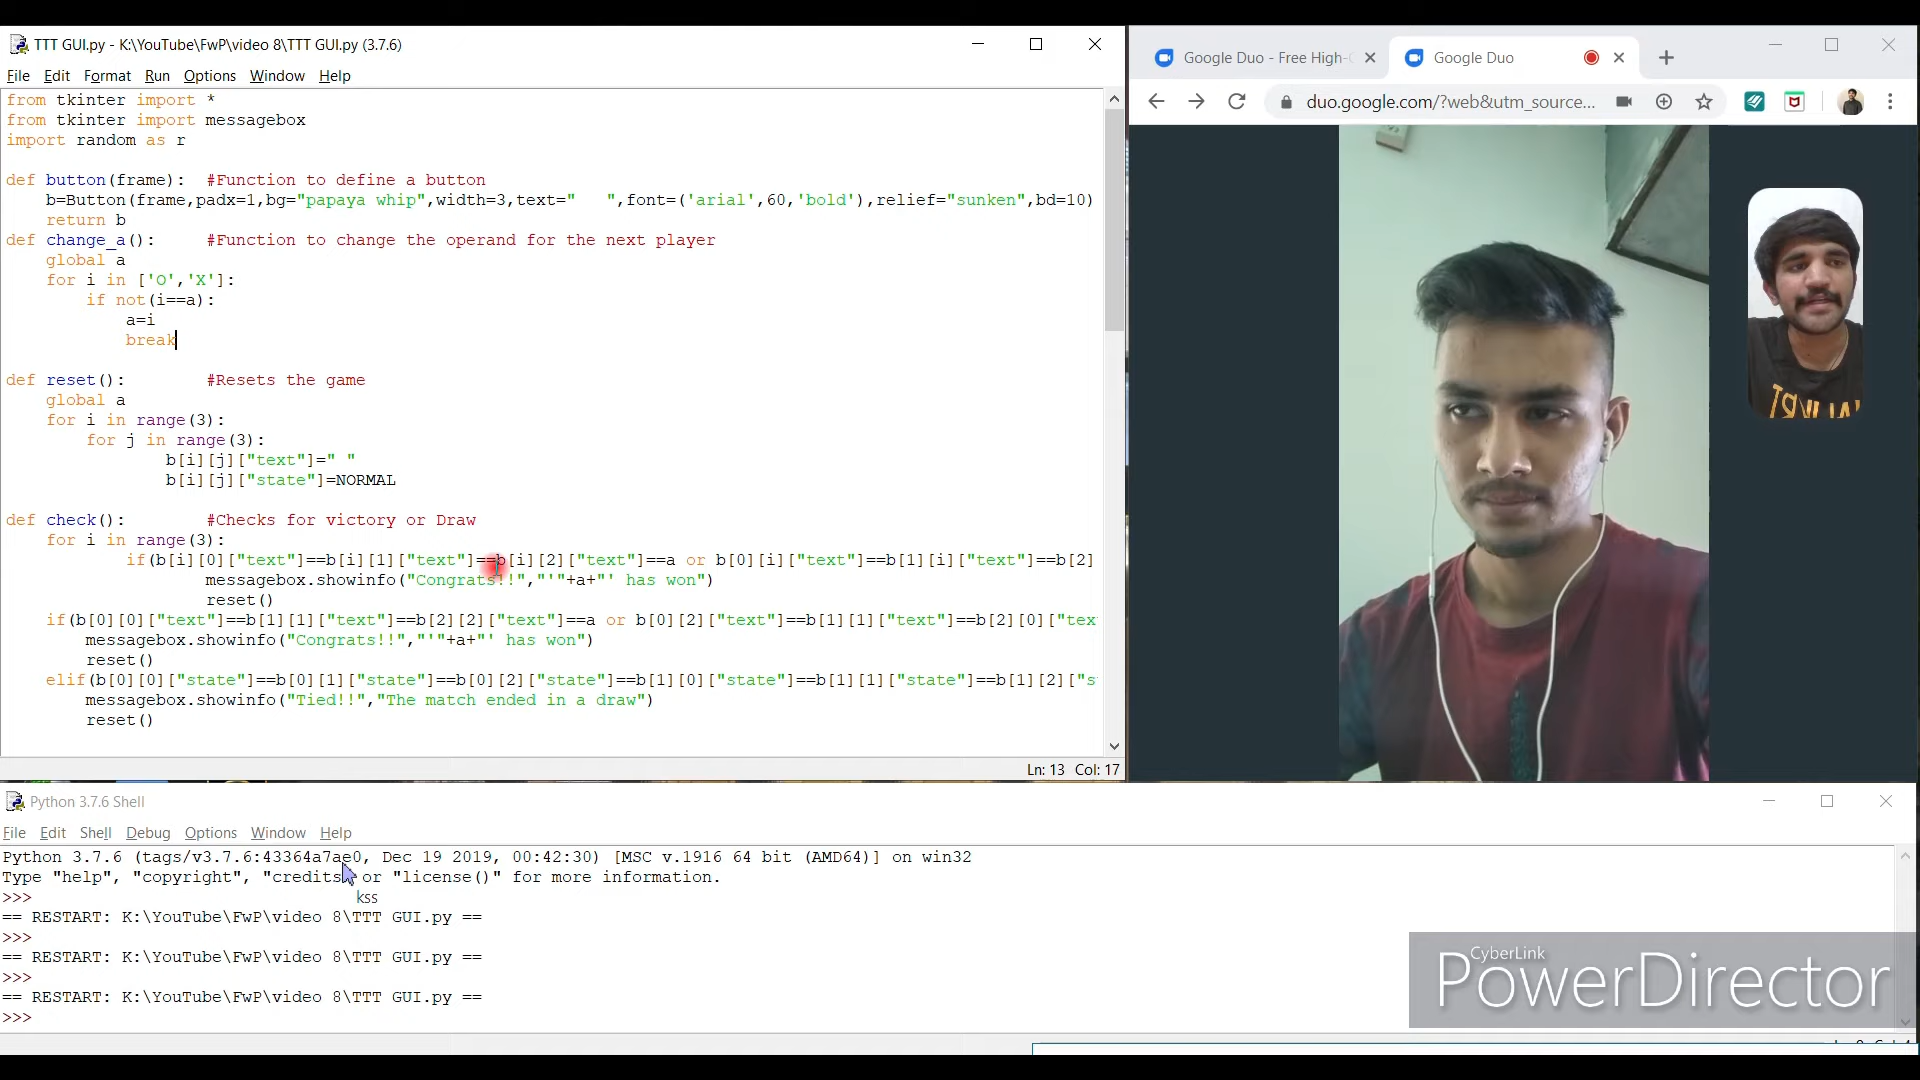 TTT GUI.py - K:\YouTube\FwP\video 8\TTT GUI.py (3.7.6)
File Edit Format Run Options Window Help
from tkinter import *
from tkinter import messagebox
import random as r
def button(frame):  #Function to define a button
    b=Button(frame,padx=1,bg="papaya whip",width=3,text="   ",font=('arial',60,'bold'),relief="sunken",bd=10)
    return b
def change_a():     #Function to change the operand for the next player
    global a
    for i in ['O','X']:
        if not(i==a):
            a=i
            break
def reset():        #Resets the game
    global a
    for i in range(3):
        for j in range(3):
                b[i][j]["text"]=" "
                b[i][j]["state"]=NORMAL
def check():        #Checks for victory or Draw
    for i in range(3):
            if(b[i][0]["text"]==b[i][1]["text"]==b[i][2]["text"]==a or b[0][i]["text"]==b[1][i]["text"]==b[2]
                    messagebox.showinfo("Congrats!!","'"+a+"' has won")
                    reset()
    if(b[0][0]["text"]==b[1][1]["text"]==b[2][2]["text"]==a or b[0][2]["text"]==b[1][1]["text"]==b[2][0]["tex
        messagebox.showinfo("Congrats!!","'"+a+"' has won")
        reset()
    elif(b[0][0]["state"]==b[0][1]["state"]==b[0][2]["state"]==b[1][0]["state"]==b[1][1]["state"]==b[1][2]["s
        messagebox.showinfo("Tied!!","The match ended in a draw")
        reset()
Ln: 13 Col: 17
Google Duo - Free High-
Google Duo
duo.google.com/?web&utm_source...
Python 3.7.6 Shell
File Edit Shell Debug Options Window Help
Python 3.7.6 (tags/v3.7.6:43364a7ae0, Dec 19 2019, 00:42:30) [MSC v.1916 64 bit (AMD64)] on win32
Type "help", "copyright", "credits" or "license()" for more information.
>>>
kss
== RESTART: K:\YouTube\FwP\video 8\TTT GUI.py ==
>>>
== RESTART: K:\YouTube\FwP\video 8\TTT GUI.py ==
>>>
== RESTART: K:\YouTube\FwP\video 8\TTT GUI.py ==
>>>
CyberLink
PowerDirector